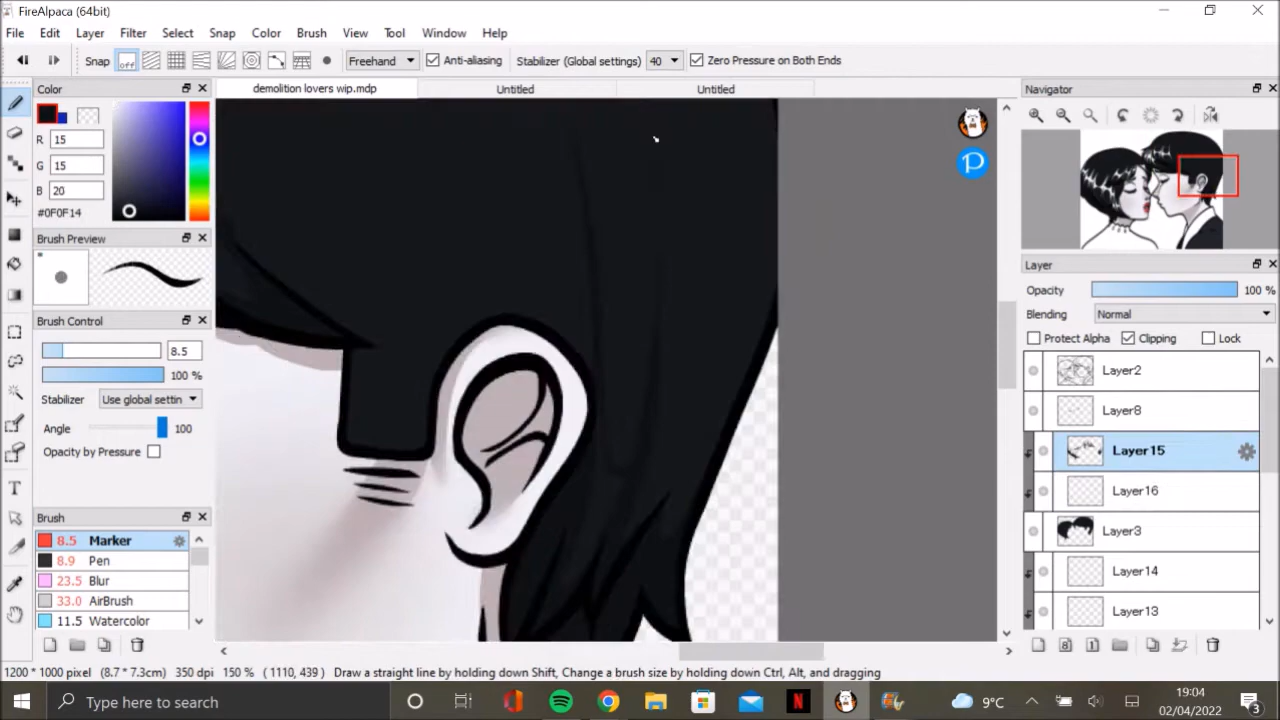 FireAlpaca (64bit)
File Edit Layer Filter Select Snap Color Brush View Tool Window Help
Snap off Freehand Anti-aliasing Stabilizer (Global settings) 40 Zero Pressure on Both Ends
Color
demolition lovers wip.mdp Untitled Untitled
Navigator
R 15
G 15
B 20
#0F0F14
P
Brush Preview
Layer
Opacity 100 %
Blending Normal
Brush Control
Protect Alpha Clipping Lock
8.5
100 %
Stabilizer Use global settin
Angle 100
Opacity by Pressure
Layer2
Layer8
Layer15
Layer16
Layer3
Layer14
Layer13
Brush
8.5 Marker
8.9 Pen
23.5 Blur
33.0 AirBrush
11.5 Watercolor
8 1
1200 * 1000 pixel (8.7 * 7.3cm) 350 dpi 150 % ( 1110, 439 ) Draw a straight line by holding down Shift, Change a brush size by holding down Ctrl, Alt, and dragging
Type here to search
N
9°C
19:04
02/04/2022
3